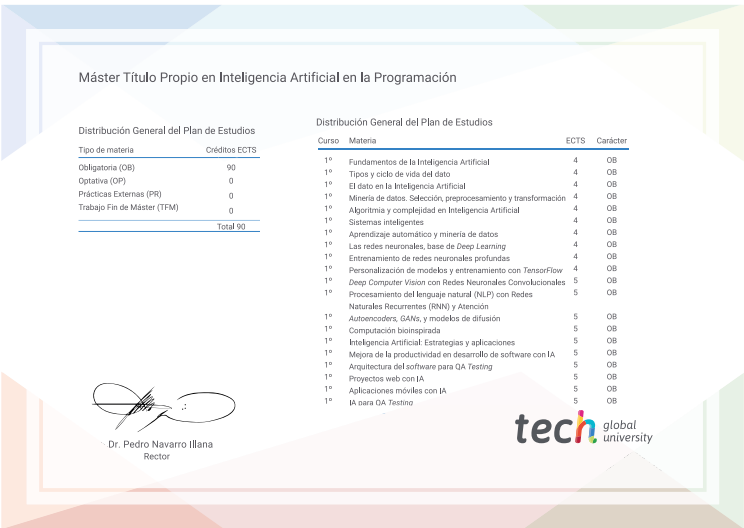 Máster Título Propio en Inteligencia Artificial en la Programación
Distribución General del Plan de Estudios
Tipo de materia Créditos ECTS
Obligatoria (OB) 90
Optativa (OP) 0
Prácticas Externas (PR) 0
Trabajo Fin de Máster (TFM) 0
Total 90
Distribución General del Plan de Estudios
Curso Materia ECTS Carácter
1º Fundamentos de la Inteligencia Artificial 4 OB
1º Tipos y ciclo de vida del dato 4 OB
1º El dato en la Inteligencia Artificial 4 OB
1º Minería de datos. Selección, preprocesamiento y transformación 4 OB
1º Algoritmia y complejidad en Inteligencia Artificial 4 OB
1º Sistemas inteligentes 4 OB
1º Aprendizaje automático y minería de datos 4 OB
1º Las redes neuronales, base de Deep Learning 4 OB
1º Entrenamiento de redes neuronales profundas 4 OB
1º Personalización de modelos y entrenamiento con TensorFlow 4 OB
1º Deep Computer Vision con Redes Neuronales Convolucionales 5 OB
1º Procesamiento del lenguaje natural (NLP) con Redes 5 OB
Naturales Recurrentes (RNN) y Atención
1º Autoencoders, GANs, y modelos de difusión 5 OB
1º Computación bioinspirada 5 OB
1º Inteligencia Artificial: Estrategias y aplicaciones 5 OB
1º Mejora de la productividad en desarrollo de software con IA 5 OB
1º Arquitectura del software para QA Testing 5 OB
1º Proyectos web con IA 5 OB
1º Aplicaciones móviles con IA 5 OB
1º IA para QA Testing 5 OB
Dr. Pedro Navarro Illana
Rector
tech global
university